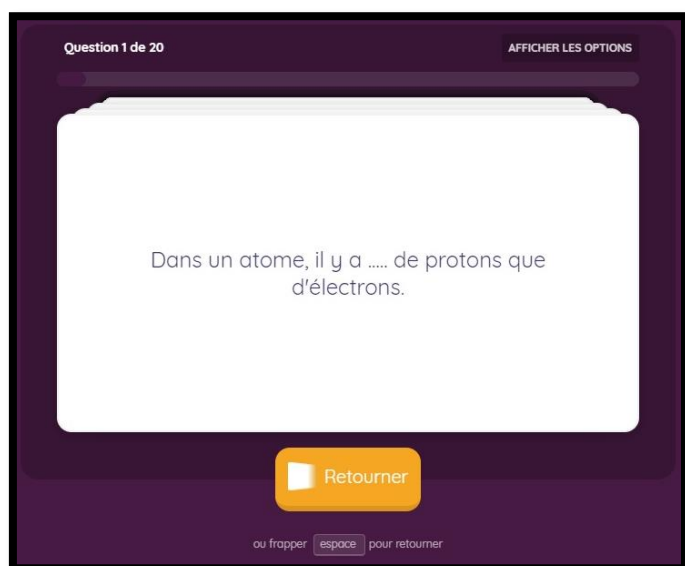 Question 1 de 20
AFFICHER LES OPTIONS
Dans un atome, il y a ..... de protons que
d'électrons.
Retourner
ou frapper espace pour retourner